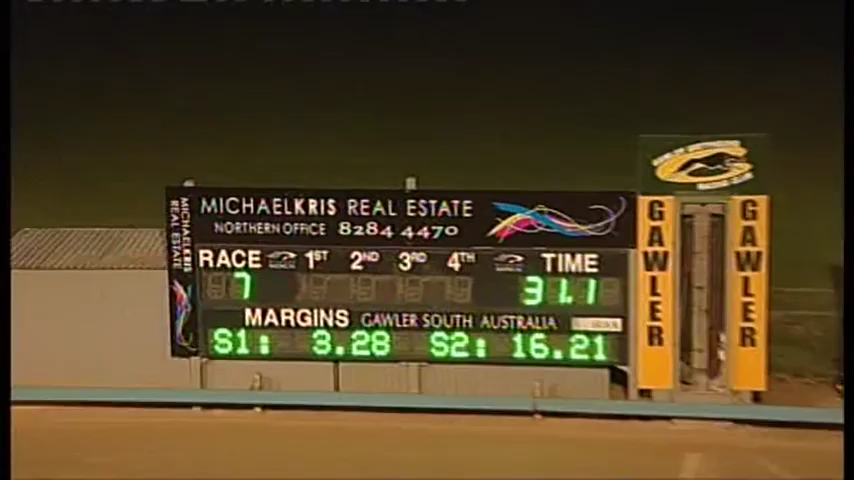 MICHAELKRIS REAL ESTATE
NORTHERN OFFICE 8284 4470
MICHAELKRIS
REAL ESTATE
RACE 1ST 2ND 3RD 4TH TIME
7 31.1
MARGINS GAWLER SOUTH AUSTRALIA
S1: 3.28 S2: 16.21
GAWLER
GAWLER